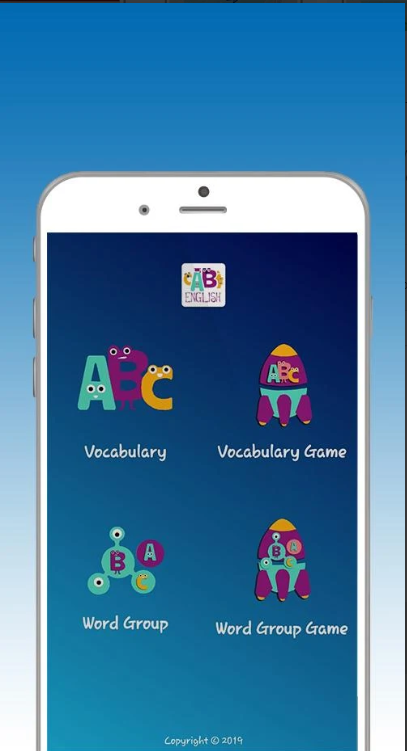 ABC
ENGLISH
ABC
ABC
Vocabulary
Vocabulary Game
B A C
B A C
Word Group
Word Group Game
Copyright © 2019